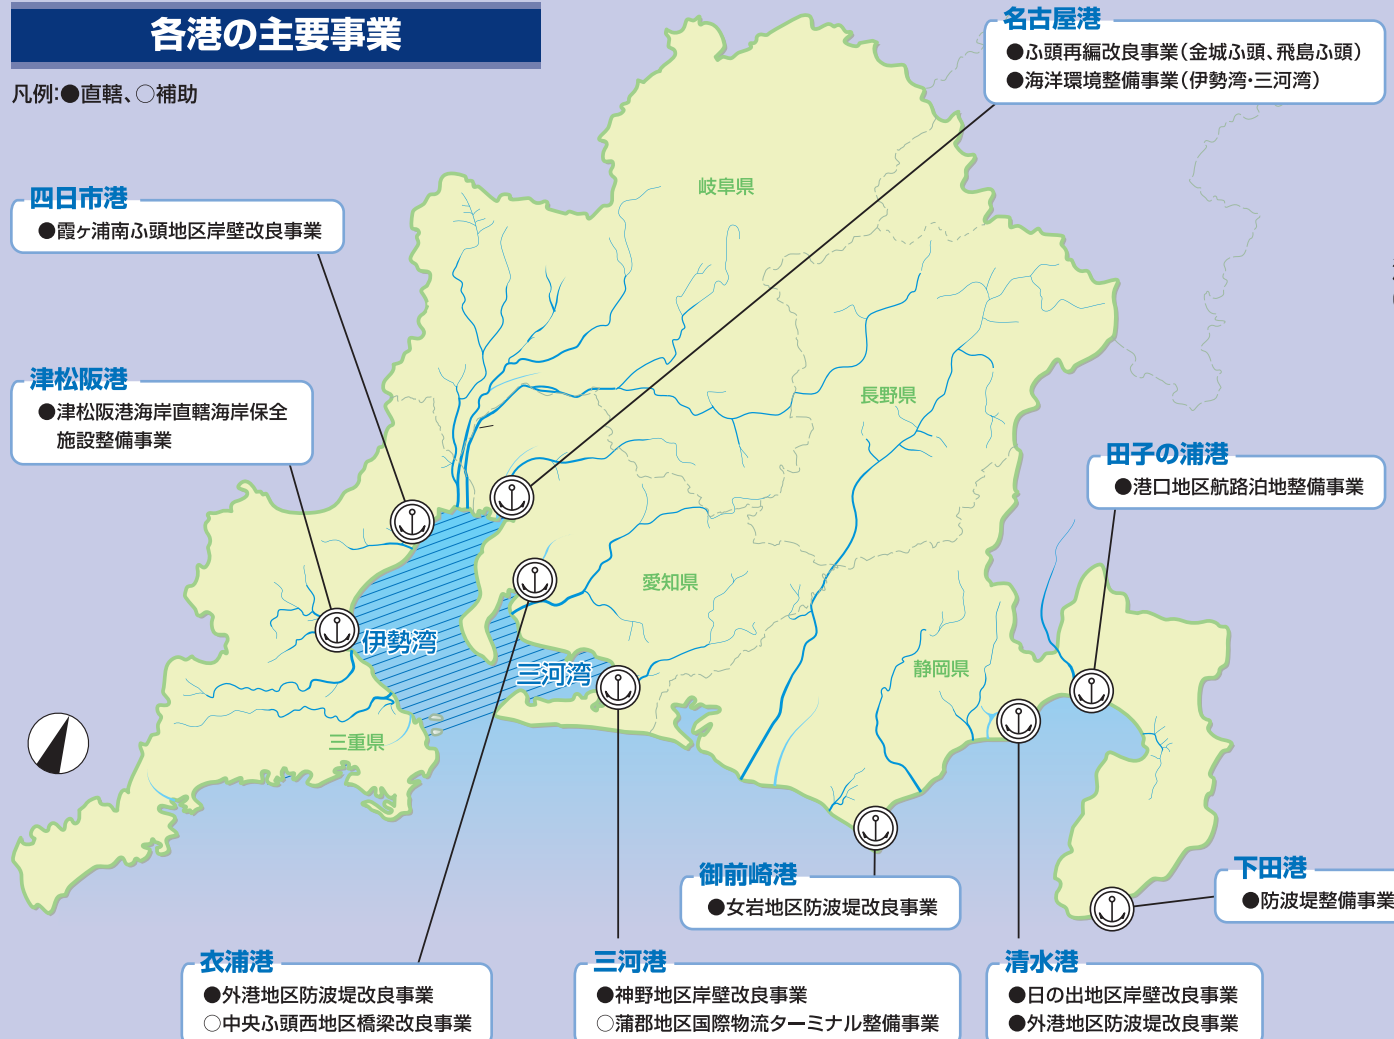 各港の主要事業
凡例:●直轄、○補助
名古屋港
●ふ頭再編改良事業(金城ふ頭、飛島ふ頭)
●海洋環境整備事業(伊勢湾・三河湾)
四日市港
●霞ヶ浦南ふ頭地区岸壁改良事業
津松阪港
●津松阪港海岸直轄海岸保全
施設整備事業
田子の浦港
●港口地区航路泊地整備事業
岐阜県
長野県
愛知県
静岡県
三重県
伊勢湾
三河湾
御前崎港
●女岩地区防波堤改良事業
下田港
●防波堤整備事業
衣浦港
●外港地区防波堤改良事業
○中央ふ頭西地区橋梁改良事業
三河港
●神野地区岸壁改良事業
○蒲郡地区国際物流ターミナル整備事業
清水港
●日の出地区岸壁改良事業
●外港地区防波堤改良事業